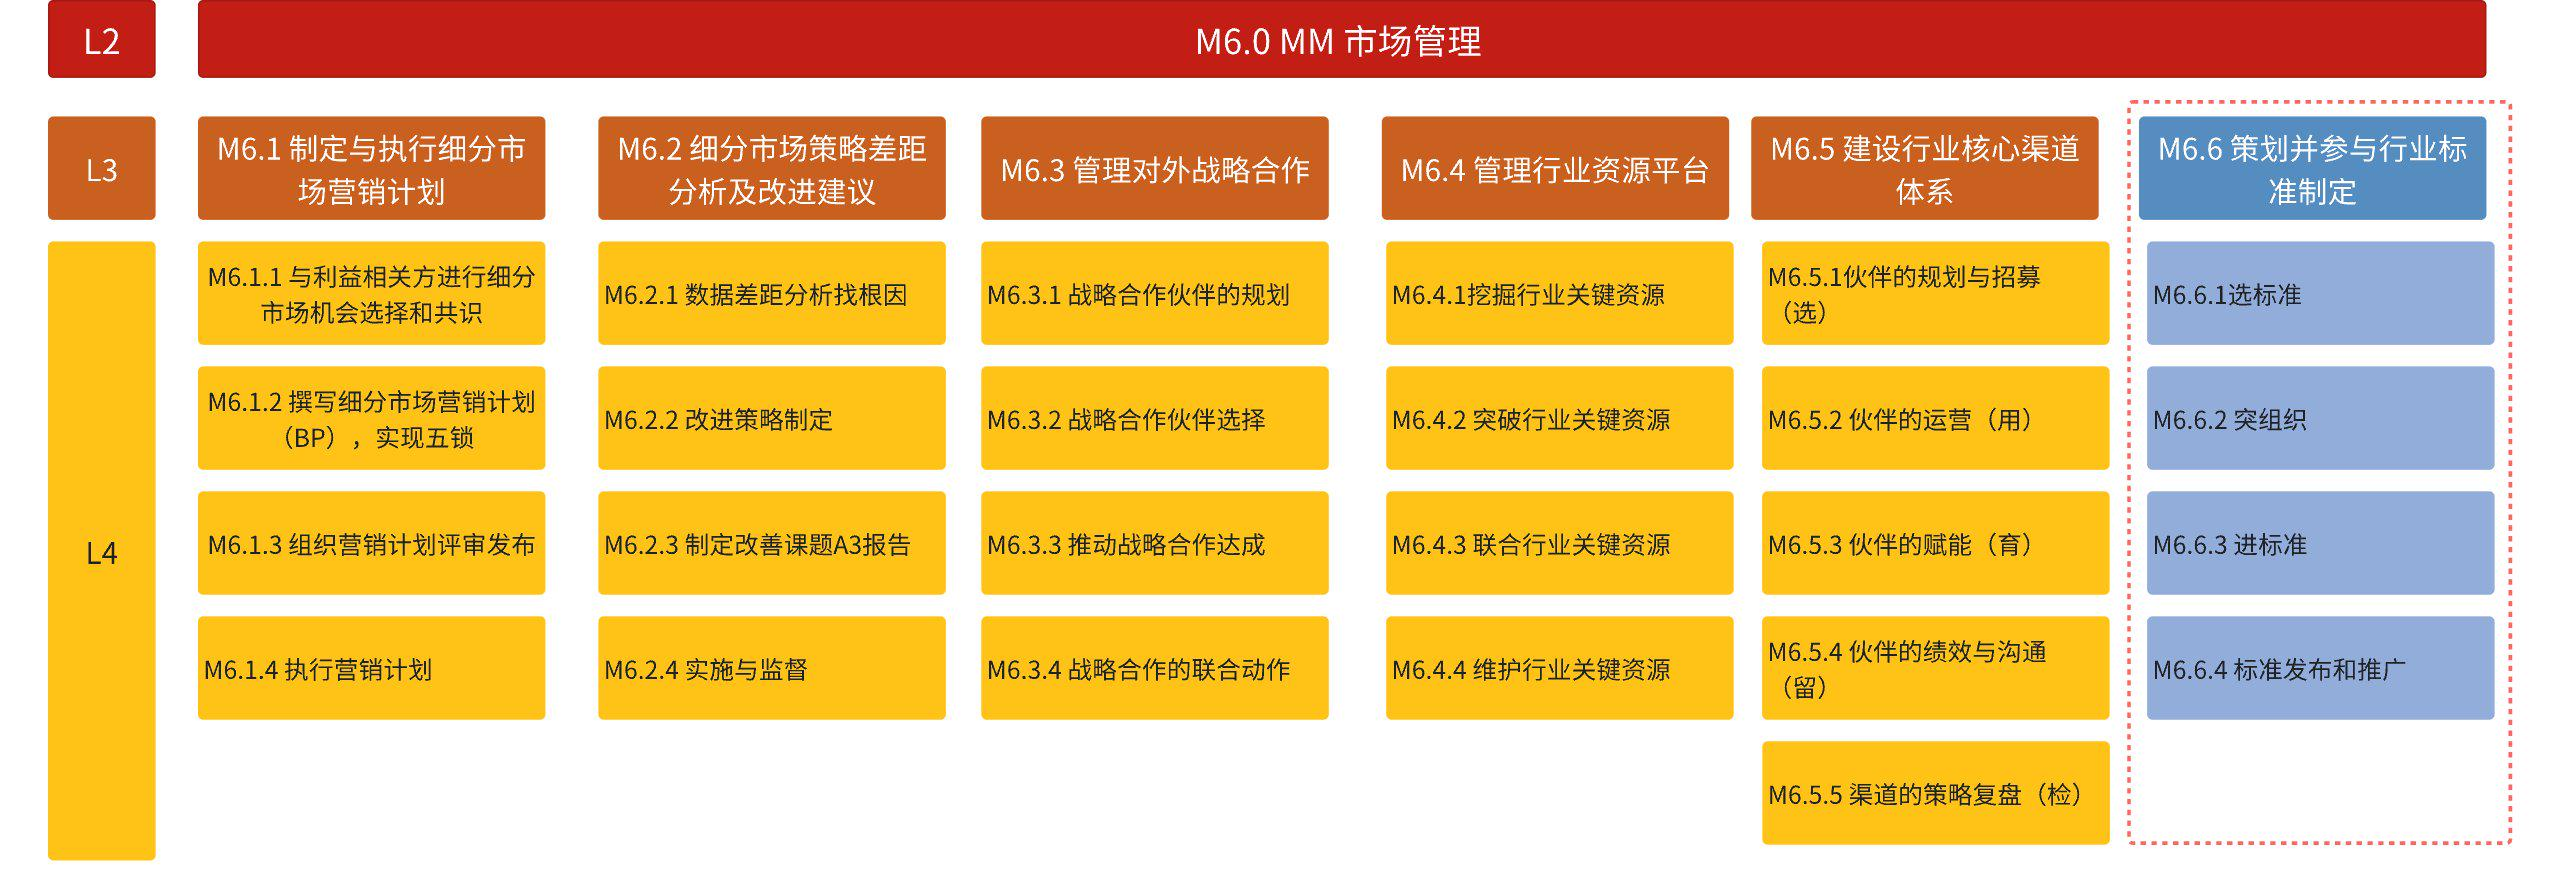 L2
M6.0 MM 市场管理
L3
M6.1 制定与执行细分市
场营销计划
M6.2 细分市场策略差距
分析及改进建议
M6.3 管理对外战略合作
M6.4 管理行业资源平台
M6.5 建设行业核心渠道
体系
M6.6 策划并参与行业标
准制定
L4
M6.1.1 与利益相关方进行细分
市场机会选择和共识
M6.1.2 撰写细分市场营销计划
（BP），实现五锁
M6.1.3 组织营销计划评审发布
M6.1.4 执行营销计划
M6.2.1 数据差距分析找根因
M6.2.2 改进策略制定
M6.2.3 制定改善课题A3报告
M6.2.4 实施与监督
M6.3.1 战略合作伙伴的规划
M6.3.2 战略合作伙伴选择
M6.3.3 推动战略合作达成
M6.3.4 战略合作的联合动作
M6.4.1挖掘行业关键资源
M6.4.2 突破行业关键资源
M6.4.3 联合行业关键资源
M6.4.4 维护行业关键资源
M6.5.1伙伴的规划与招募
（选）
M6.5.2 伙伴的运营（用）
M6.5.3 伙伴的赋能（育）
M6.5.4 伙伴的绩效与沟通
（留）
M6.5.5 渠道的策略复盘（检）
M6.6.1选标准
M6.6.2 突组织
M6.6.3 进标准
M6.6.4 标准发布和推广